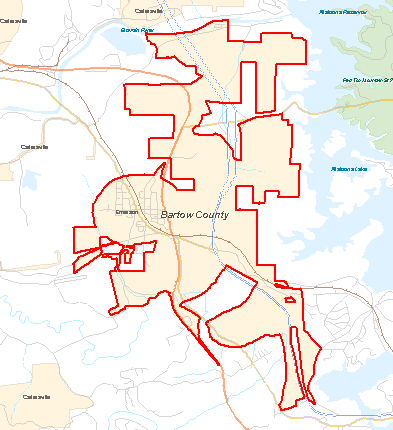 Cartersville
Etowah River
Allatoona Reservoir
Red Top Mountain St P
Cartersville
Allatoona Lake
Emerson
Bartow County
Cartersville